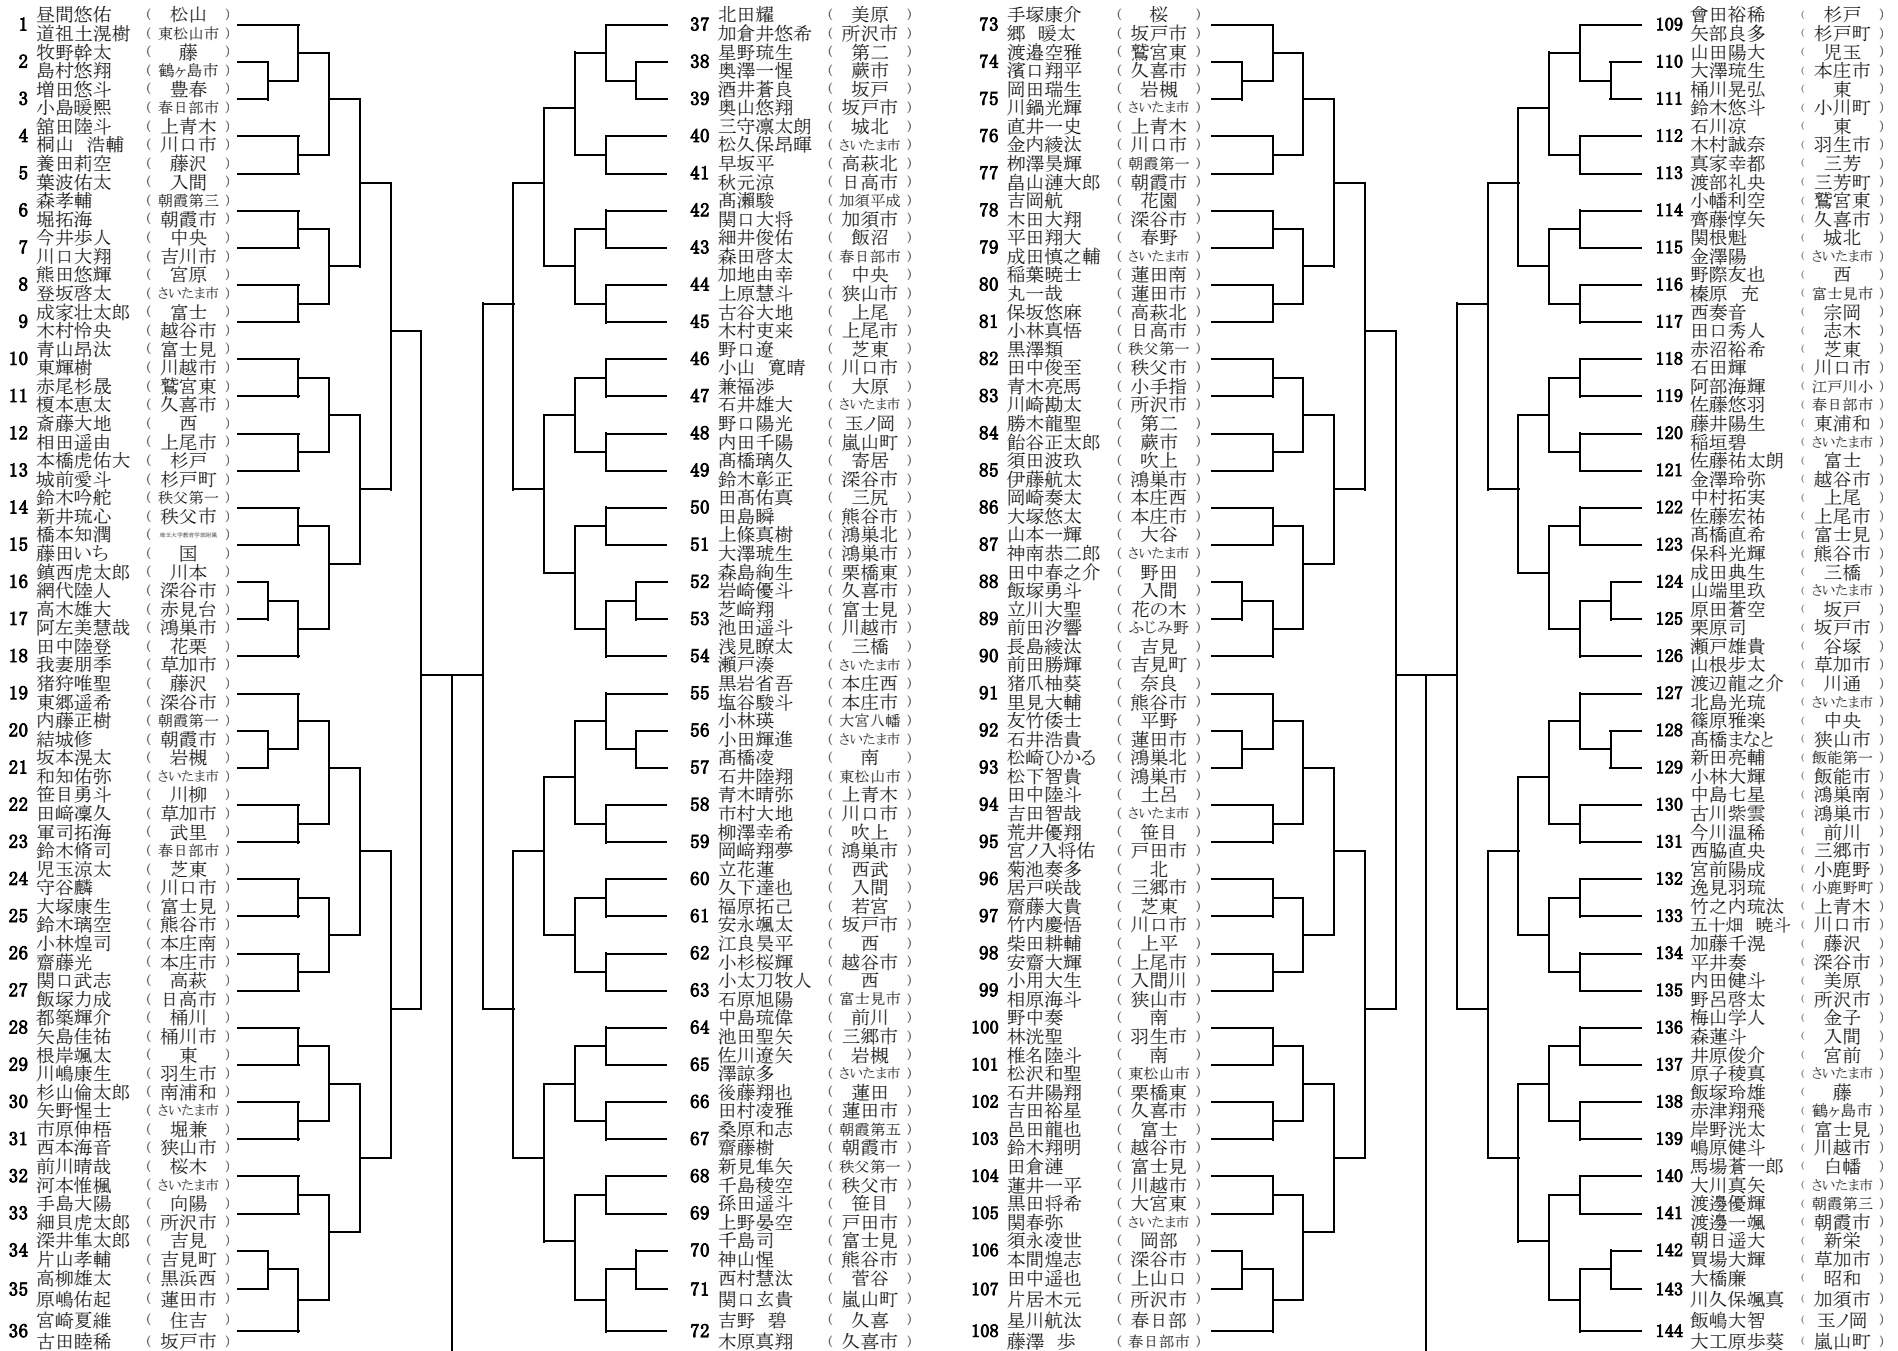 1 昼間悠佑 ( 松山 )
道祖土滉樹 ( 東松山市 )
2 牧野幹太 ( 藤 )
島村悠翔 ( 鶴ヶ島市 )
3 増田悠斗 ( 豊春 )
小島暖熙 ( 春日部市 )
4 舘田陸斗 ( 上青木 )
桐山 浩輔 ( 川口市 )
5 養田莉空 ( 藤沢 )
葉波佑太 ( 入間 )
6 森孝輔 ( 朝霞第三 )
堀拓海 ( 朝霞市 )
7 今井歩人 ( 中央 )
川口大翔 ( 吉川市 )
8 熊田悠輝 ( 宮原 )
登坂啓太 ( さいたま市 )
9 成家壮太郎 ( 富士 )
木村怜央 ( 越谷市 )
10 青山昂汰 ( 富士見 )
東輝樹 ( 川越市 )
11 赤尾杉晟 ( 鷲宮東 )
榎本恵太 ( 久喜市 )
12 斎藤大地 ( 西 )
相田遥由 ( 上尾市 )
13 本橋虎佑大 ( 杉戸 )
城前愛斗 ( 杉戸町 )
14 鈴木吟舵 ( 秩父第一 )
新井琉心 ( 秩父市 )
15 橋本知潤 ( 埼玉大学教育学部附属 )
藤田いち ( 国 )
16 鎮西虎太郎 ( 川本 )
網代陸人 ( 深谷市 )
17 高木雄大 ( 赤見台 )
阿左美慧哉 ( 鴻巣市 )
18 田中陸登 ( 花栗 )
我妻朋季 ( 草加市 )
19 猪狩唯聖 ( 藤沢 )
東郷遥希 ( 深谷市 )
20 内藤正樹 ( 朝霞第一 )
結城修 ( 朝霞市 )
21 坂本滉太 ( 岩槻 )
和知佑弥 ( さいたま市 )
22 笹目勇斗 ( 川柳 )
田﨑凜久 ( 草加市 )
23 軍司拓海 ( 武里 )
鈴木脩司 ( 春日部市 )
24 児玉涼太 ( 芝東 )
守谷麟 ( 川口市 )
25 大塚康生 ( 富士見 )
鈴木璃空 ( 熊谷市 )
26 小林煌司 ( 本庄南 )
齋藤光 ( 本庄市 )
27 関口武志 ( 高萩 )
飯塚力成 ( 日高市 )
28 都築輝介 ( 桶川 )
矢島佳祐 ( 桶川市 )
29 根岸颯太 ( 東 )
川嶋康生 ( 羽生市 )
30 杉山倫太郎 ( 南浦和 )
矢野惺士 ( さいたま市 )
31 市原伸梧 ( 堀兼 )
西本海音 ( 狭山市 )
32 前川晴哉 ( 桜木 )
河本惟楓 ( さいたま市 )
33 手島大陽 ( 向陽 )
細貝虎太郎 ( 所沢市 )
34 深井隼太郎 ( 吉見 )
片山孝輔 ( 吉見町 )
35 高柳雄太 ( 黒浜西 )
原嶋佑起 ( 蓮田市 )
36 宮崎夏維 ( 住吉 )
古田睦稀 ( 坂戸市 )
37 北田耀 ( 美原 )
加倉井悠希 ( 所沢市 )
38 星野琉生 ( 第二 )
奥澤一惺 ( 蕨市 )
39 酒井蒼良 ( 坂戸 )
奥山悠翔 ( 坂戸市 )
40 三守凛太朗 ( 城北 )
松久保昂暉 ( さいたま市 )
41 早坂平 ( 高萩北 )
秋元涼 ( 日高市 )
42 髙瀨駿 ( 加須平成 )
関口大将 ( 加須市 )
43 細井俊佑 ( 飯沼 )
森田啓太 ( 春日部市 )
44 加地由幸 ( 中央 )
上原慧斗 ( 狭山市 )
45 古谷大地 ( 上尾 )
木村吏来 ( 上尾市 )
46 野口遼 ( 芝東 )
小山 寛晴 ( 川口市 )
47 兼福渉 ( 大原 )
石井雄大 ( さいたま市 )
48 野口陽光 ( 玉ノ岡 )
内田千陽 ( 嵐山町 )
49 髙橋璃久 ( 寄居 )
鈴木彰正 ( 深谷市 )
50 田髙佑真 ( 三尻 )
田島瞬 ( 熊谷市 )
51 上條真樹 ( 鴻巣北 )
大澤琥生 ( 鴻巣市 )
52 森島絢生 ( 栗橋東 )
岩崎優斗 ( 久喜市 )
53 芝﨑翔 ( 富士見 )
池田遥斗 ( 川越市 )
54 浅見瞭太 ( 三橋 )
瀬戸湊 ( さいたま市 )
55 黒岩省吾 ( 本庄西 )
塩谷駿斗 ( 本庄市 )
56 小林瑛 ( 大宮八幡 )
小田輝進 ( さいたま市 )
57 髙橋凌 ( 南 )
石井陸翔 ( 東松山市 )
58 青木晴弥 ( 上青木 )
市村大地 ( 川口市 )
59 柳澤幸希 ( 吹上 )
岡﨑翔夢 ( 鴻巣市 )
60 立花蓮 ( 西武 )
久下達也 ( 入間 )
61 福原拓己 ( 若宮 )
安永颯太 ( 坂戸市 )
62 江良昊平 ( 西 )
小杉桜輝 ( 越谷市 )
63 小太刀牧人 ( 西 )
石原旭陽 ( 富士見市 )
64 中島琉偉 ( 前川 )
池田聖矢 ( 三郷市 )
65 佐川遼矢 ( 岩槻 )
澤諒多 ( さいたま市 )
66 後藤翔也 ( 蓮田 )
田村凌雅 ( 蓮田市 )
67 桑原和志 ( 朝霞第五 )
齋藤樹 ( 朝霞市 )
68 新見隼矢 ( 秩父第一 )
千島稜空 ( 秩父市 )
69 孫田遥斗 ( 笹目 )
上野晏空 ( 戸田市 )
70 千島司 ( 富士見 )
神山惺 ( 熊谷市 )
71 西村慧汰 ( 菅谷 )
関口玄貴 ( 嵐山町 )
72 吉野 碧 ( 久喜 )
木原真翔 ( 久喜市 )
73 手塚康介 ( 桜 )
郷 暖太 ( 坂戸市 )
74 渡邉空雅 ( 鷲宮東 )
濱口翔平 ( 久喜市 )
75 岡田瑞生 ( 岩槻 )
川鍋光輝 ( さいたま市 )
76 直井一史 ( 上青木 )
金内綾汰 ( 川口市 )
77 栁澤昊輝 ( 朝霞第一 )
畠山漣大郎 ( 朝霞市 )
78 吉岡航 ( 花園 )
木田大翔 ( 深谷市 )
79 平田翔大 ( 春野 )
成田慎之輔 ( さいたま市 )
80 稲葉暁士 ( 蓮田南 )
丸一哉 ( 蓮田市 )
81 保坂悠麻 ( 高萩北 )
小林真悟 ( 日高市 )
82 黒澤類 ( 秩父第一 )
田中俊至 ( 秩父市 )
83 青木亮馬 ( 小手指 )
川崎勘太 ( 所沢市 )
84 勝木龍聖 ( 第二 )
飴谷正太郎 ( 蕨市 )
85 須田波玖 ( 吹上 )
伊藤航太 ( 鴻巣市 )
86 岡崎奏太 ( 本庄西 )
大塚悠太 ( 本庄市 )
87 山本一輝 ( 大谷 )
神南恭二郎 ( さいたま市 )
88 田中春之介 ( 野田 )
飯塚勇斗 ( 入間 )
89 立川大聖 ( 花の木 )
前田汐響 ( ふじみ野 )
90 長島綾汰 ( 吉見 )
前田勝輝 ( 吉見町 )
91 猪爪柚葵 ( 奈良 )
里見大輔 ( 熊谷市 )
92 友竹倭士 ( 平野 )
石井浩貴 ( 蓮田市 )
93 松崎ひかる ( 鴻巣北 )
松下智貴 ( 鴻巣市 )
94 田中陸斗 ( 土呂 )
吉田智哉 ( さいたま市 )
95 荒井優翔 ( 笹目 )
宮ノ入将佑 ( 戸田市 )
96 菊池奏多 ( 北 )
居戸咲哉 ( 三郷市 )
97 齋藤大貴 ( 芝東 )
竹内慶悟 ( 川口市 )
98 柴田耕輔 ( 上平 )
安齋大輝 ( 上尾市 )
99 小用大生 ( 入間川 )
相原海斗 ( 狭山市 )
100 野中奏 ( 南 )
林洸聖 ( 羽生市 )
101 椎名陸斗 ( 南 )
松沢和聖 ( 東松山市 )
102 石井陽翔 ( 栗橋東 )
吉田裕星 ( 久喜市 )
103 邑田龍也 ( 富士 )
鈴木翔明 ( 越谷市 )
104 田倉漣 ( 富士見 )
蓮井一平 ( 川越市 )
105 黒田将希 ( 大宮東 )
関春弥 ( さいたま市 )
106 須永凌世 ( 岡部 )
本間煌志 ( 深谷市 )
107 田中遥也 ( 上山口 )
片居木元 ( 所沢市 )
108 星川航汰 ( 春日部 )
藤澤 歩 ( 春日部市 )
109 會田裕稀 ( 杉戸 )
矢部良多 ( 杉戸町 )
110 山田陽大 ( 児玉 )
大澤琉生 ( 本庄市 )
111 桶川晃弘 ( 東 )
鈴木悠斗 ( 小川町 )
112 石川凉 ( 東 )
木村誠奈 ( 羽生市 )
113 真家幸都 ( 三芳 )
渡部礼央 ( 三芳町 )
114 小幡利空 ( 鷲宮東 )
齊藤惇矢 ( 久喜市 )
115 関根魁 ( 城北 )
金澤陽 ( さいたま市 )
116 野際友也 ( 西 )
榛原 充 ( 富士見市 )
117 西奏音 ( 宗岡 )
田口秀人 ( 志木 )
118 赤沼裕希 ( 芝東 )
石田輝 ( 川口市 )
119 阿部海輝 ( 江戸川小 )
佐藤悠羽 ( 春日部市 )
120 藤井陽生 ( 東浦和 )
稲垣碧 ( さいたま市 )
121 佐藤祐太朗 ( 富士 )
金澤玲弥 ( 越谷市 )
122 中村拓実 ( 上尾 )
佐藤宏祐 ( 上尾市 )
123 髙橋直希 ( 富士見 )
保科光輝 ( 熊谷市 )
124 成田典生 ( 三橋 )
山端里玖 ( さいたま市 )
125 原田蒼空 ( 坂戸 )
栗原司 ( 坂戸市 )
126 瀬戸雄貴 ( 谷塚 )
山根歩太 ( 草加市 )
127 渡辺龍之介 ( 川通 )
北島光琉 ( さいたま市 )
128 篠原雅楽 ( 中央 )
髙橋まなと ( 狭山市 )
129 新田亮輔 ( 飯能第一 )
小林大輝 ( 飯能市 )
130 中島七星 ( 鴻巣南 )
古川紫雲 ( 鴻巣市 )
131 今川温稀 ( 前川 )
西脇直央 ( 三郷市 )
132 宮前陽成 ( 小鹿野 )
逸見羽琉 ( 小鹿野町 )
133 竹之内琉汰 ( 上青木 )
五十畑 暁斗 ( 川口市 )
134 加藤千滉 ( 藤沢 )
平井奏 ( 深谷市 )
135 内田健斗 ( 美原 )
野呂啓太 ( 所沢市 )
136 梅山学人 ( 金子 )
森蓮斗 ( 入間 )
137 井原俊介 ( 宮前 )
原子稜真 ( さいたま市 )
138 飯塚玲雄 ( 藤 )
赤津翔飛 ( 鶴ヶ島市 )
139 岸野洸太 ( 富士見 )
嶋原健斗 ( 川越市 )
140 馬場蒼一郎 ( 白幡 )
大川真矢 ( さいたま市 )
141 渡邊優輝 ( 朝霞第三 )
渡邉一颯 ( 朝霞市 )
142 朝日遥大 ( 新栄 )
買場大輝 ( 草加市 )
143 大橋廉 ( 昭和 )
川久保颯真 ( 加須市 )
144 飯嶋大智 ( 玉ノ岡 )
大工原歩葵 ( 嵐山町 )